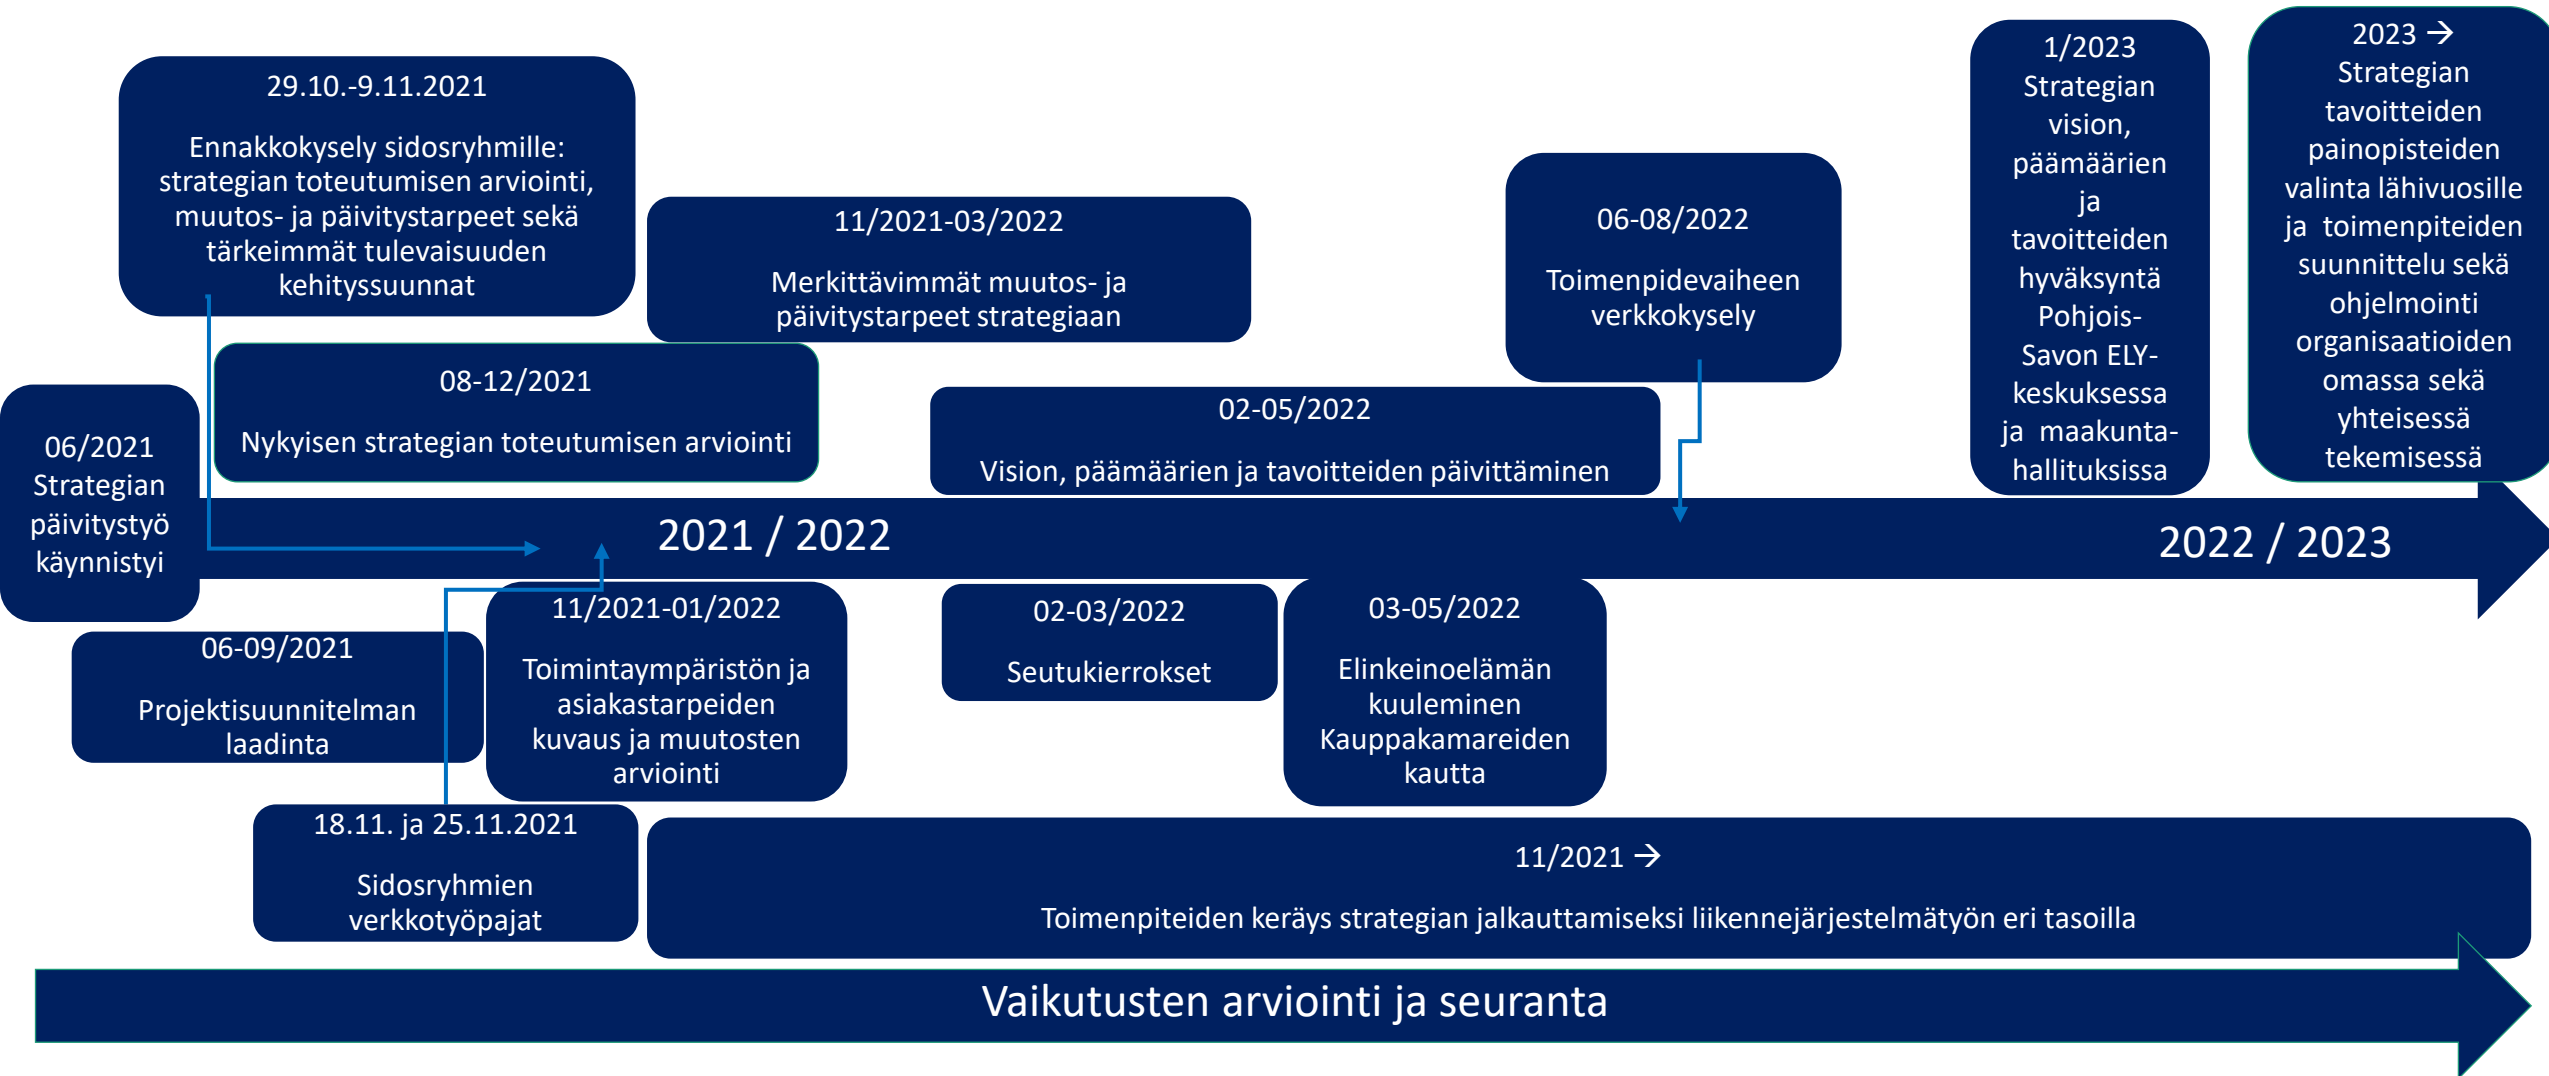 29.10.-9.11.2021
Ennakkokysely sidosryhmille:
strategian toteutumisen arviointi,
muutos- ja päivitystarpeet sekä
tärkeimmät tulevaisuuden
kehityssuunnat
11/2021-03/2022
Merkittävimmät muutos- ja
päivitystarpeet strategiaan
06-08/2022
Toimenpidevaiheen
verkkokysely
1/2023
Strategian
vision,
päämäärien
ja
tavoitteiden
hyväksyntä
Pohjois-
Savon ELY-
keskuksessa
ja maakunta-
hallituksissa
2023 →
Strategian
tavoitteiden
painopisteiden
valinta lähivuosille
ja toimenpiteiden
suunnittelu sekä
ohjelmointi
organisaatioiden
omassa sekä
yhteisessä
tekemisessä
08-12/2021
Nykyisen strategian toteutumisen arviointi
02-05/2022
Vision, päämäärien ja tavoitteiden päivittäminen
06/2021
Strategian
päivitystyö
käynnistyi
2021 / 2022
2022 / 2023
06-09/2021
Projektisuunnitelman
laadinta
11/2021-01/2022
Toimintaympäristön ja
asiakastarpeiden
kuvaus ja muutosten
arviointi
02-03/2022
Seutukierrokset
03-05/2022
Elinkeinoelämän
kuuleminen
Kauppakamareiden
kautta
18.11. ja 25.11.2021
Sidosryhmien
verkkotyöpajat
11/2021 →
Toimenpiteiden keräys strategian jalkauttamiseksi liikennejärjestelmätyön eri tasoilla
Vaikutusten arviointi ja seuranta